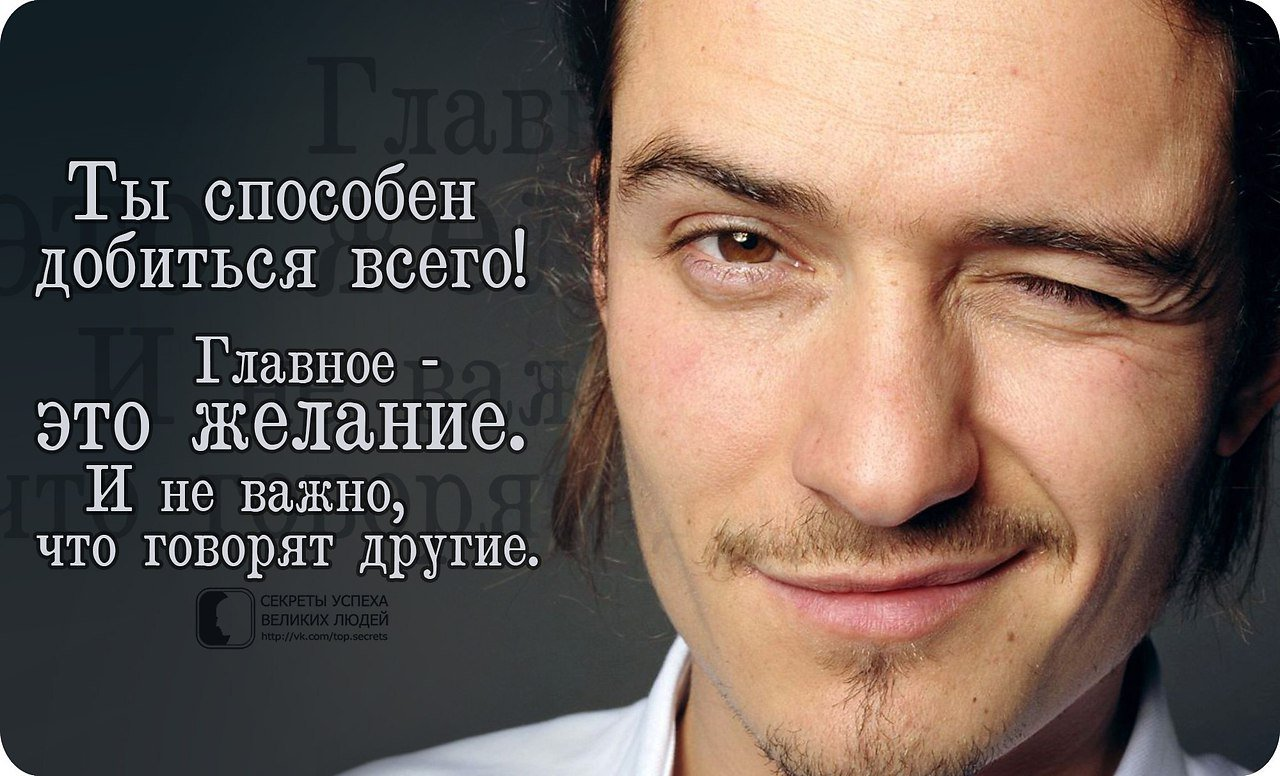 Ты способен
добиться всего!
Главное -
это желание.
И не важно,
что говорят другие.
СЕКРЕТЫ УСПЕХА
ВЕЛИКИХ ЛЮДЕЙ
http://vk.com/top.secrets